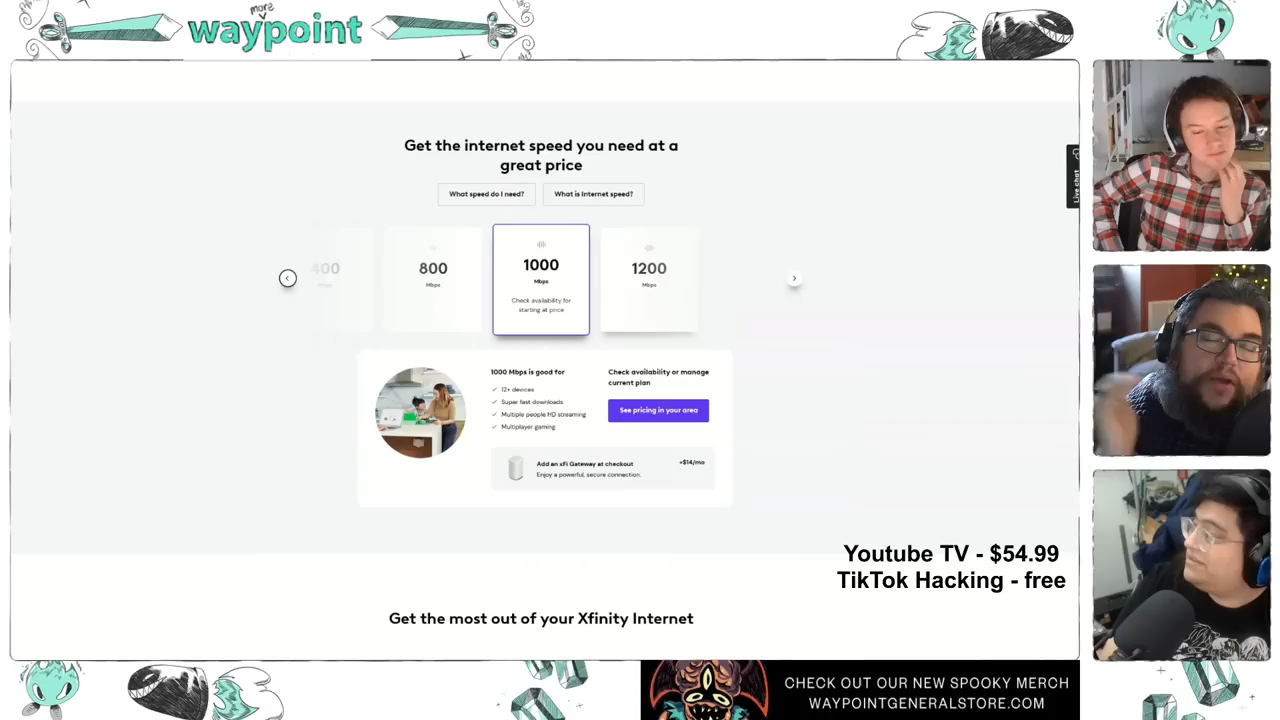 more
waypoint
Get the internet speed you need at a
great price
What speed do I need?
What is Internet speed?
Live chat
400
Mbps
800
Mbps
1000
Mbps
Check availability for
starting at price
1200
Mbps
1000 Mbps is good for
12+ devices
Super fast downloads
Multiple people HD streaming
Multiplayer gaming
Check availability or manage
current plan
See pricing in your area
Add an xFi Gateway at checkout
Enjoy a powerful, secure connection.
+$14/mo
Youtube TV - $54.99
TikTok Hacking - free
Get the most out of your Xfinity Internet
CHECK OUT OUR NEW SPOOKY MERCH
WAYPOINTGENERALSTORE.COM